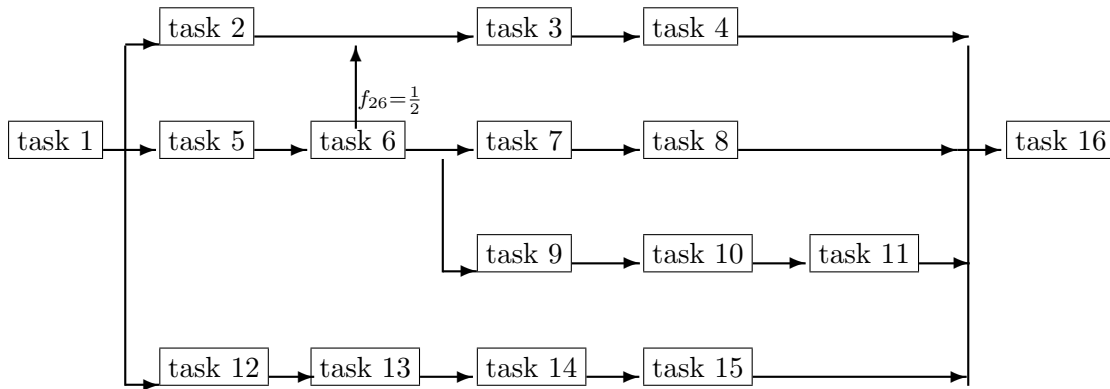 task 2 task 3 task 4
f₂₆=½
task 1 task 5 task 6 task 7 task 8 task 16
task 9 task 10 task 11
task 12 task 13 task 14 task 15